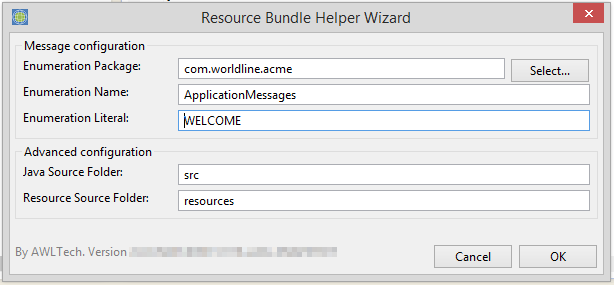 Resource Bundle Helper Wizard
Message configuration
Enumeration Package: com.worldline.acme Select...
Enumeration Name: ApplicationMessages
Enumeration Literal: WELCOME
Advanced configuration
Java Source Folder: src
Resource Source Folder: resources
By AWLTech. Version
Cancel OK